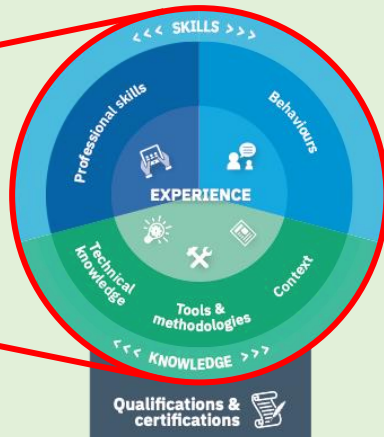 <<< SKILLS >>>
Professional skills
Behaviours
EXPERIENCE
Technical
knowledge
Tools &
methodologies
Context
<<< KNOWLEDGE >>>
Qualifications &
certifications